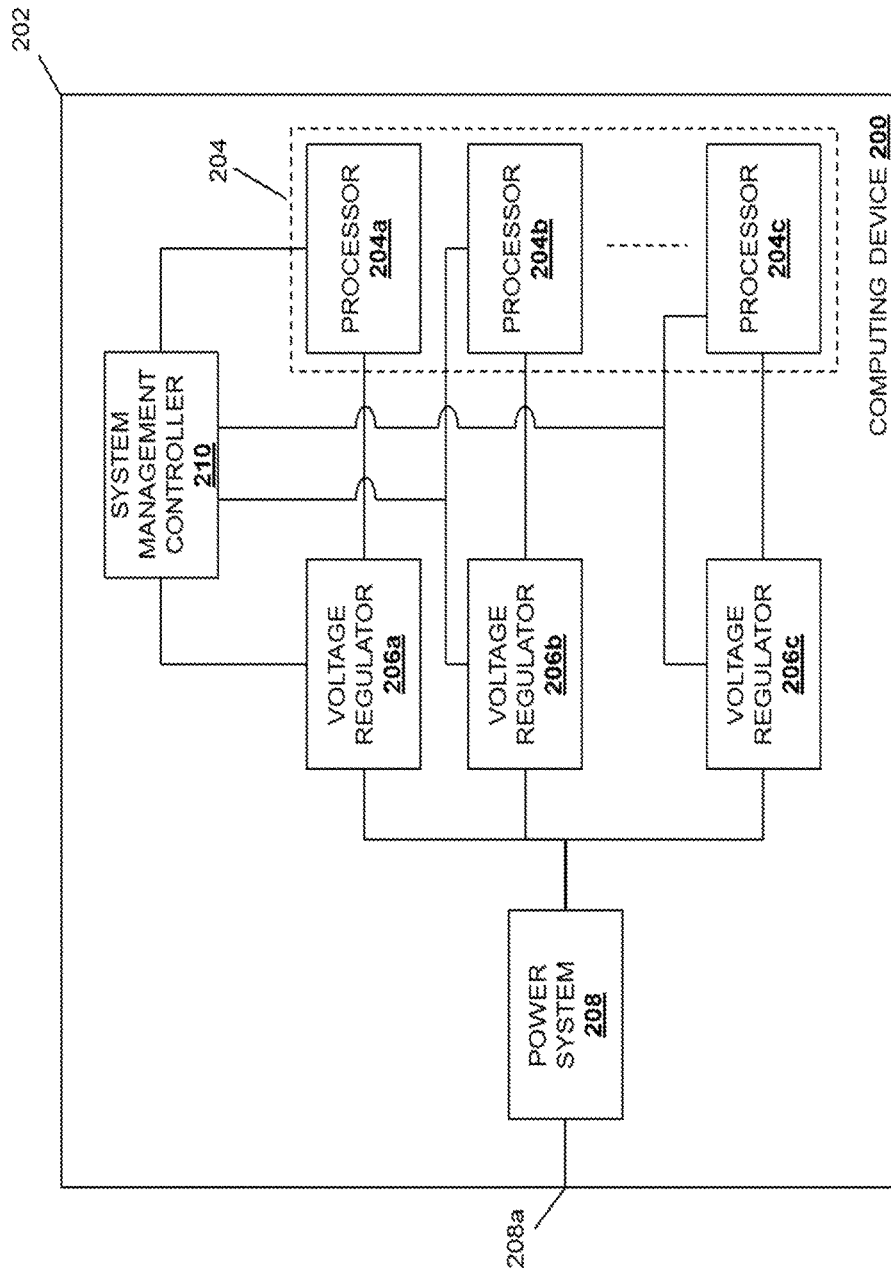 202
SYSTEM
MANAGEMENT
CONTROLLER
210
204
VOLTAGE
REGULATOR
206a
PROCESSOR
204a
POWER
SYSTEM
208
208a
VOLTAGE
REGULATOR
206b
PROCESSOR
204b
VOLTAGE
REGULATOR
206c
PROCESSOR
204c
COMPUTING DEVICE 200